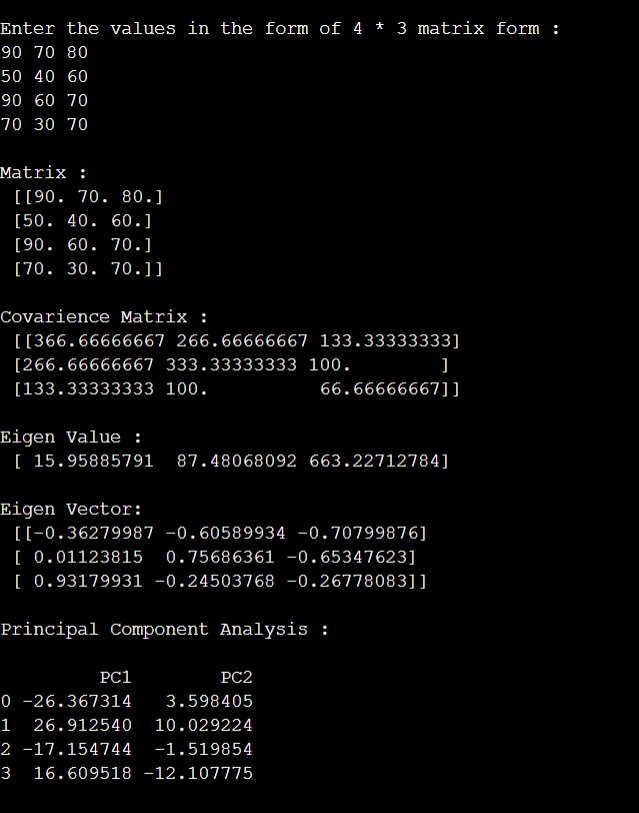 Enter the values in the form of 4 * 3 matrix form :
90 70 80
50 40 60
90 60 70
70 30 70
Matrix :
[[90. 70. 80.]
[50. 40. 60.]
[90. 60. 70.]
[70. 30. 70.]]
Covarience Matrix :
[[366.66666667 266.66666667 133.33333333]
[266.66666667 333.33333333 100.        ]
[133.33333333 100.          66.66666667]]
Eigen Value :
[ 15.95885791  87.48068092 663.22712784]
Eigen Vector:
[[-0.36279987 -0.60589934 -0.70799876]
[ 0.01123815  0.75686361 -0.65347623]
[ 0.93179931 -0.24503768 -0.26778083]]
Principal Component Analysis :
PC1        PC2
0 -26.367314   3.598405
1  26.912540  10.029224
2 -17.154744  -1.519854
3  16.609518 -12.107775